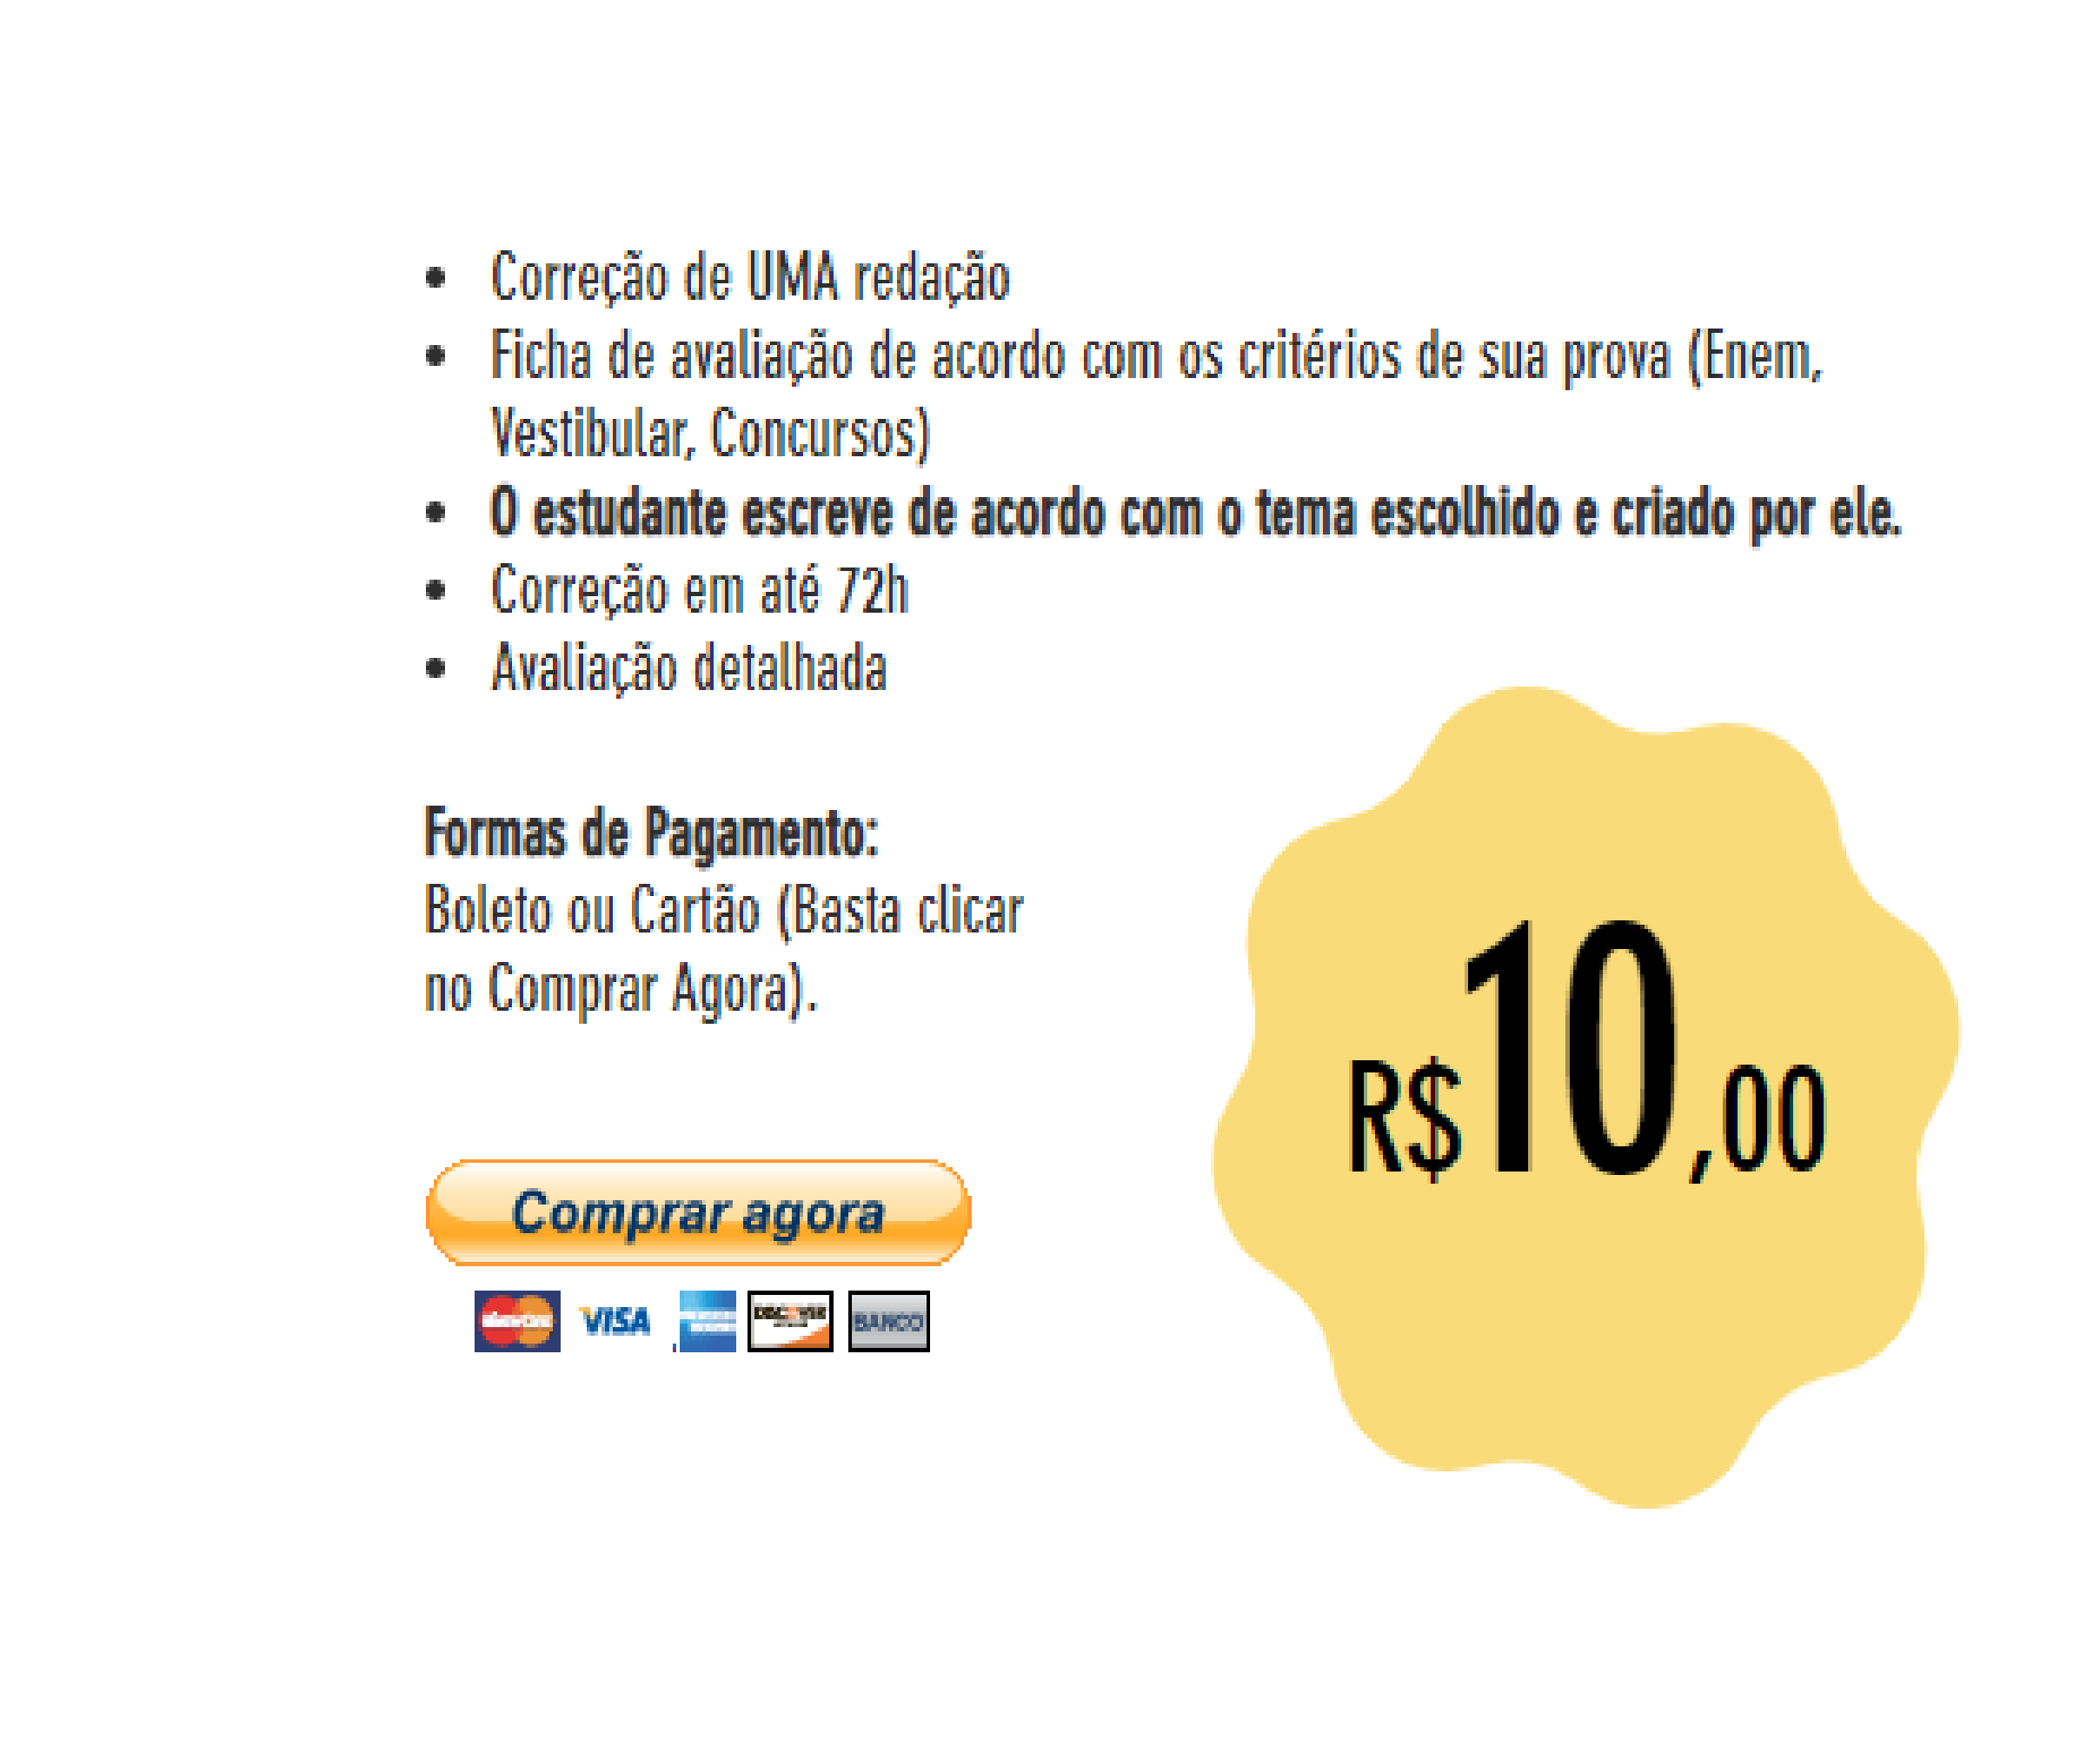 • Correção de UMA redação
• Ficha de avaliação de acordo com os critérios de sua prova (Enem,
Vestibular, Concursos)
• O estudante escreve de acordo com o tema escolhido e criado por ele.
• Correção em até 72h
• Avaliação detalhada
Formas de Pagamento:
Boleto ou Cartão (Basta clicar
no Comprar Agora).
R$10,00
Comprar agora
VISA
DISCOVER
BANCO